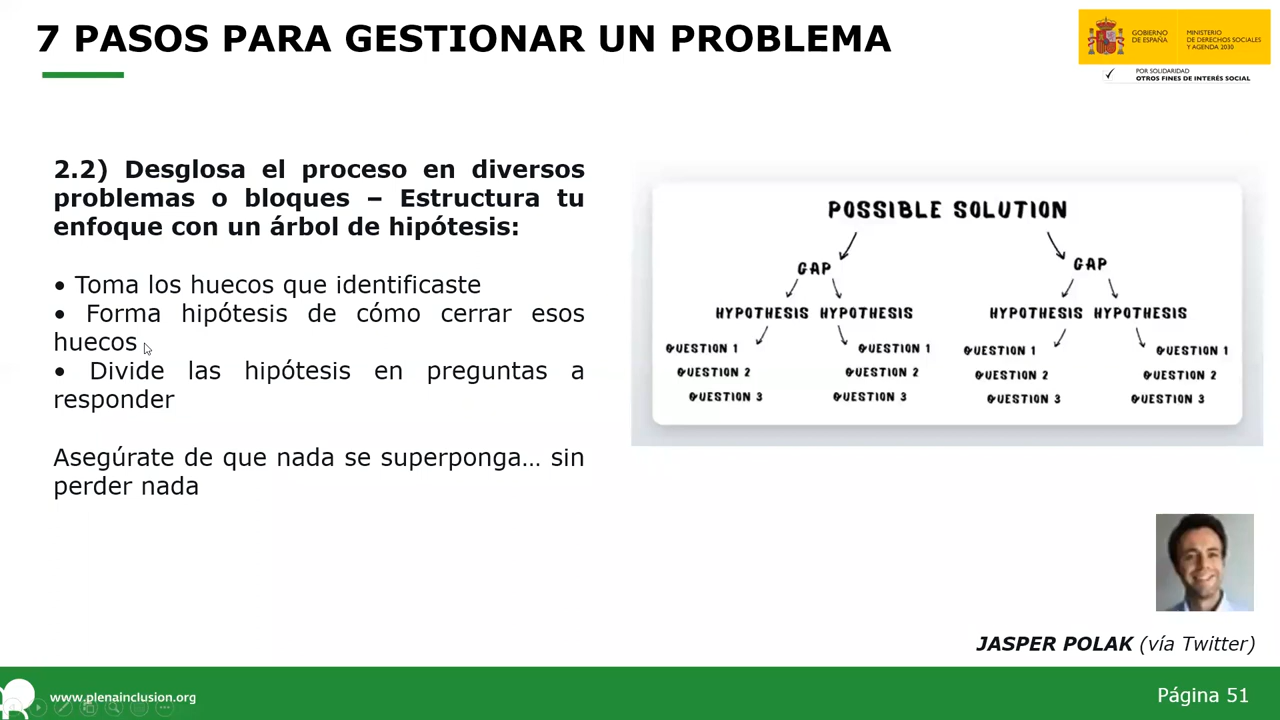 7 PASOS PARA GESTIONAR UN PROBLEMA
GOBIERNO
DE ESPAÑA
MINISTERIO
DE DERECHOS SOCIALES
Y AGENDA 2030
POR SOLIDARIDAD
OTROS FINES DE INTERÉS SOCIAL
2.2) Desglosa el proceso en diversos
problemas o bloques – Estructura tu
enfoque con un árbol de hipótesis:
• Toma los huecos que identificaste
• Forma hipótesis de cómo cerrar esos
huecos
• Divide las hipótesis en preguntas a
responder
Asegúrate de que nada se superponga… sin
perder nada
POSSIBLE SOLUTION
GAP GAP
HYPOTHESIS HYPOTHESIS HYPOTHESIS HYPOTHESIS
QUESTION 1 QUESTION 1 QUESTION 1 QUESTION 1
QUESTION 2 QUESTION 2 QUESTION 2 QUESTION 2
QUESTION 3 QUESTION 3 QUESTION 3 QUESTION 3
JASPER POLAK (vía Twitter)
www.plenainclusion.org
Página 51